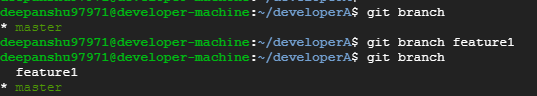 deepanshu97971@developer-machine:~/developerA$ git branch
* master
deepanshu97971@developer-machine:~/developerA$ git branch feature1
deepanshu97971@developer-machine:~/developerA$ git branch
  feature1
* master